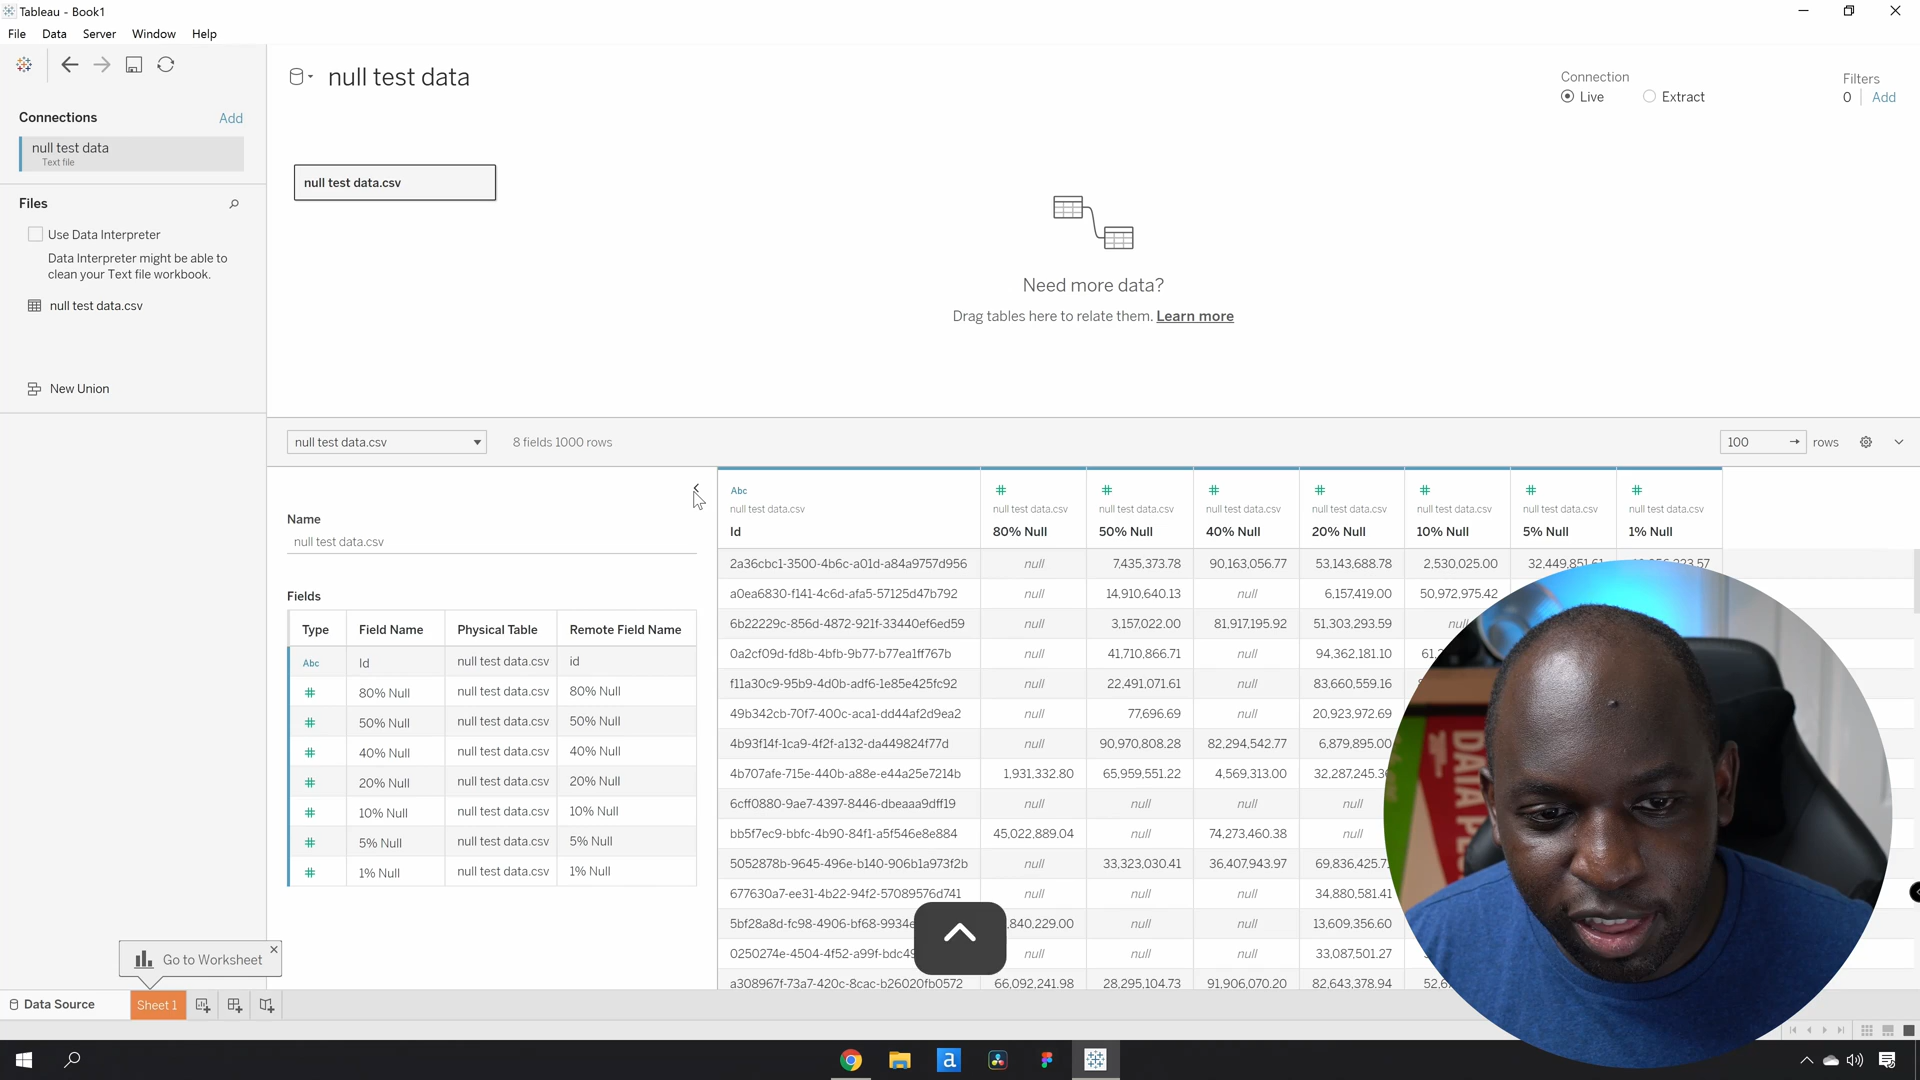 Tableau - Book1
File Data Server Window Help
null test data
Connection
Live Extract
Filters
0 Add
Connections Add
null test data
Text file
null test data.csv
Files
Use Data Interpreter
Data Interpreter might be able to
clean your Text file workbook.
null test data.csv
New Union
Need more data?
Drag tables here to relate them. Learn more
null test data.csv 8 fields 1000 rows 100 rows
Name
null test data.csv
Fields
Type Field Name Physical Table Remote Field Name
Abc Id null test data.csv id
# 80% Null null test data.csv 80% Null
# 50% Null null test data.csv 50% Null
# 40% Null null test data.csv 40% Null
# 20% Null null test data.csv 20% Null
# 10% Null null test data.csv 10% Null
# 5% Null null test data.csv 5% Null
# 1% Null null test data.csv 1% Null
Abc # # # # # # #
null test data.csv null test data.csv null test data.csv null test data.csv null test data.csv null test data.csv null test data.csv null test data.csv
Id 80% Null 50% Null 40% Null 20% Null 10% Null 5% Null 1% Null
2a36cbc1-3500-4b6c-a01d-a84a9757d956 null 7,435,373.78 90,163,056.77 53,143,688.78 2,530,025.00
a0ea6830-f141-4c6d-afa5-57125d47b792 null 14,910,640.13 null 6,157,419.00 50,972,975.42
6b22229c-856d-4872-921f-33440ef6ed59 null 3,157,022.00 81,917,195.92 51,303,293.59
0a2cf09d-fd8b-4bfb-9b77-b77ea1ff767b null 41,710,866.71 null 94,362,181.10
f11a30c9-95b9-4d0b-adf6-1e85e425fc92 null 22,491,071.61 null 83,660,559.16
49b342cb-70f7-400c-aca1-dd44af2d9ea2 null 77,696.69 null 20,923,972.69
4b93f14f-1ca9-4f2f-a132-da449824f77d null 90,970,808.28 82,294,542.77 6,879,895.00
4b707afe-715e-440b-a88e-e44a25e7214b 1,931,332.80 65,959,551.22 4,569,313.00
6cff0880-9ae7-4397-8446-dbeaaa9dff19 null null null null
bb5f7ec9-bbfc-4b90-84f1-a5f546e8e884 45,022,889.04 null 74,273,460.38 null
5052878b-9645-496e-b140-906b1a973f2b null 33,323,030.41 36,407,943.97
677630a7-ee31-4b22-94f2-57089576d741 null null null 34,880,581.41
5bf28a8d-fc98-4906-bf68-9934 840,229.00 null null 13,609,356.60
0250274e-4504-4f52-a99f-bdc4 null null null 33,087,501.27
a308967f-73a7-420c-8cac-b26020fb0572 66,092,241.98 28,295,104.73 91,906,070.20 82,643,378.94
Go to Worksheet
Data Source Sheet 1
DATA